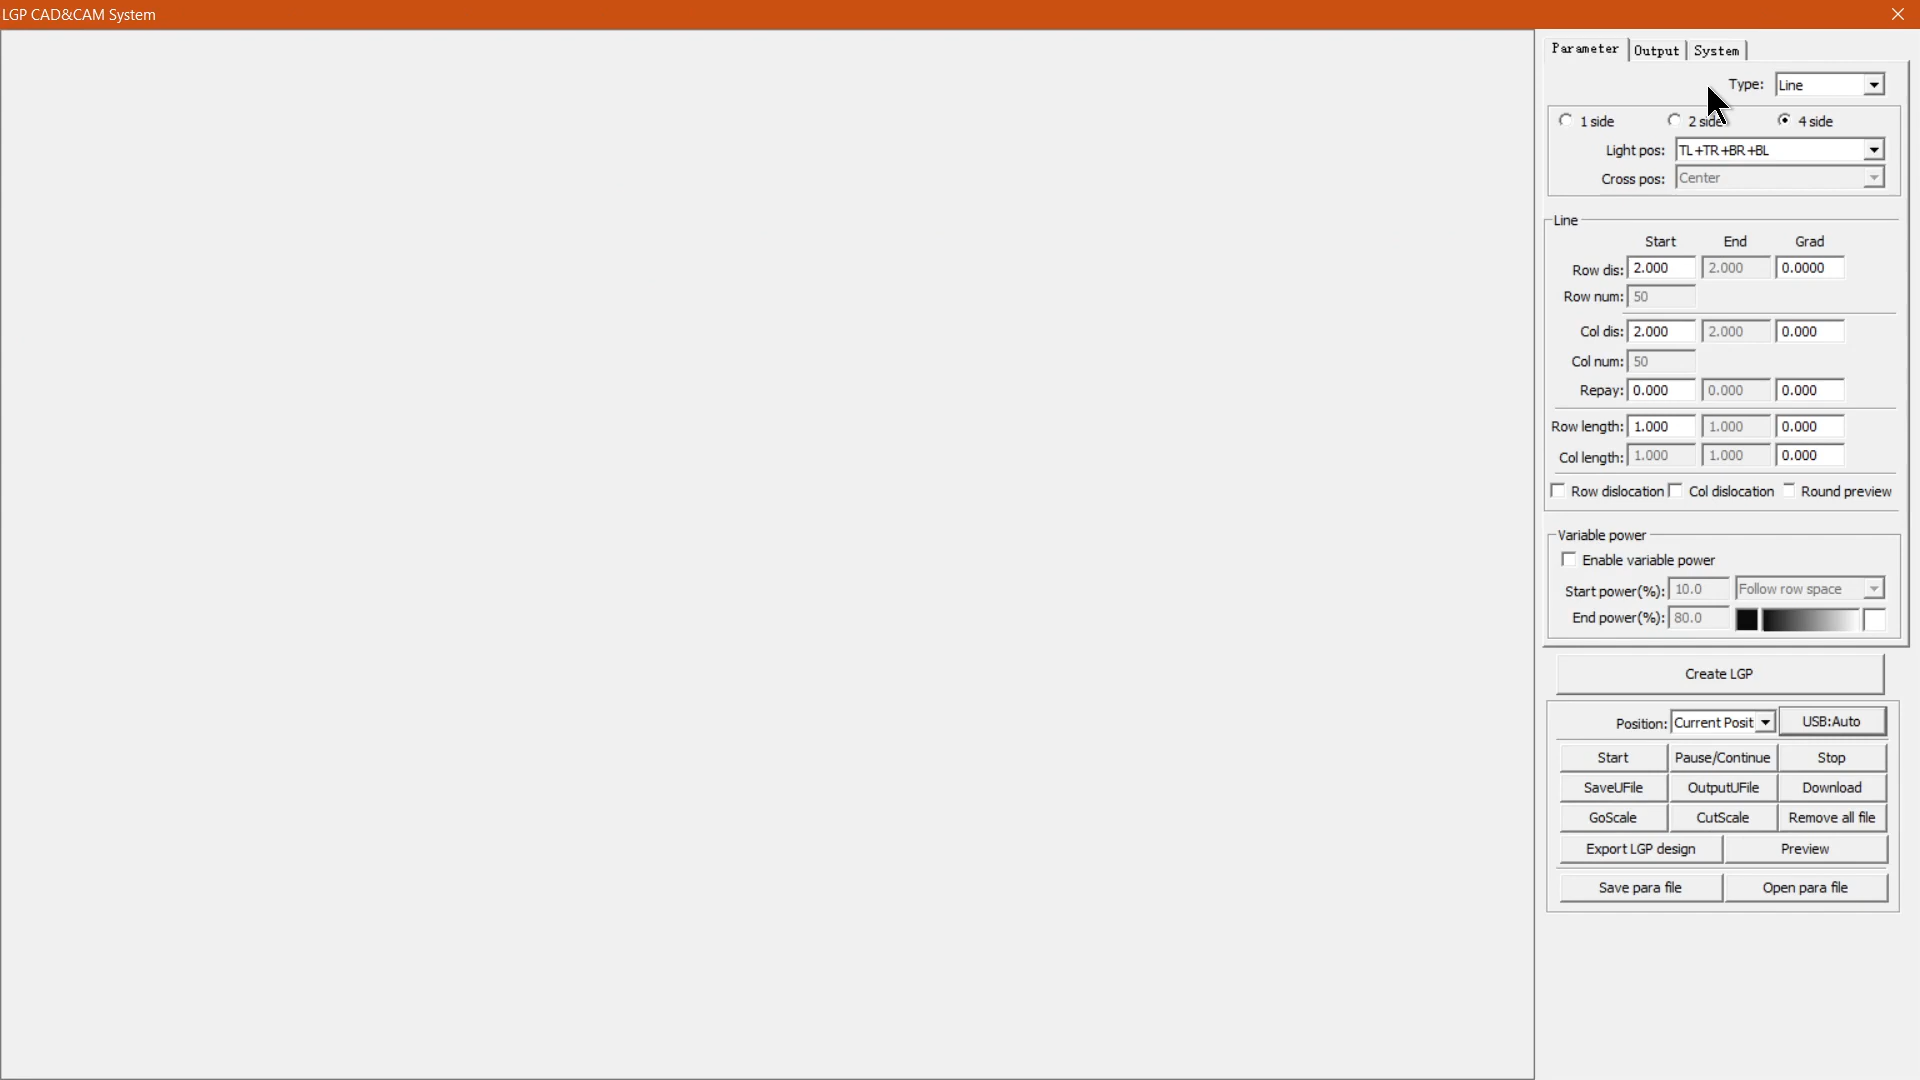 LGP CAD&CAM System
Parameter Output System
Type: Line
1 side 2 side 4 side
Light pos: TL+TR+BR+BL
Cross pos: Center
Line
Start End Grad
Row dis: 2.000 2.000 0.0000
Row num: 50
Col dis: 2.000 2.000 0.000
Col num: 50
Repay: 0.000 0.000 0.000
Row length: 1.000 1.000 0.000
Col length: 1.000 1.000 0.000
Row dislocation Col dislocation Round preview
Variable power
Enable variable power
Start power(%): 10.0 Follow row space
End power(%): 80.0
Create LGP
Position: Current Posit USB:Auto
Start Pause/Continue Stop
SaveUFile OutputUFile Download
GoScale CutScale Remove all file
Export LGP design Preview
Save para file Open para file